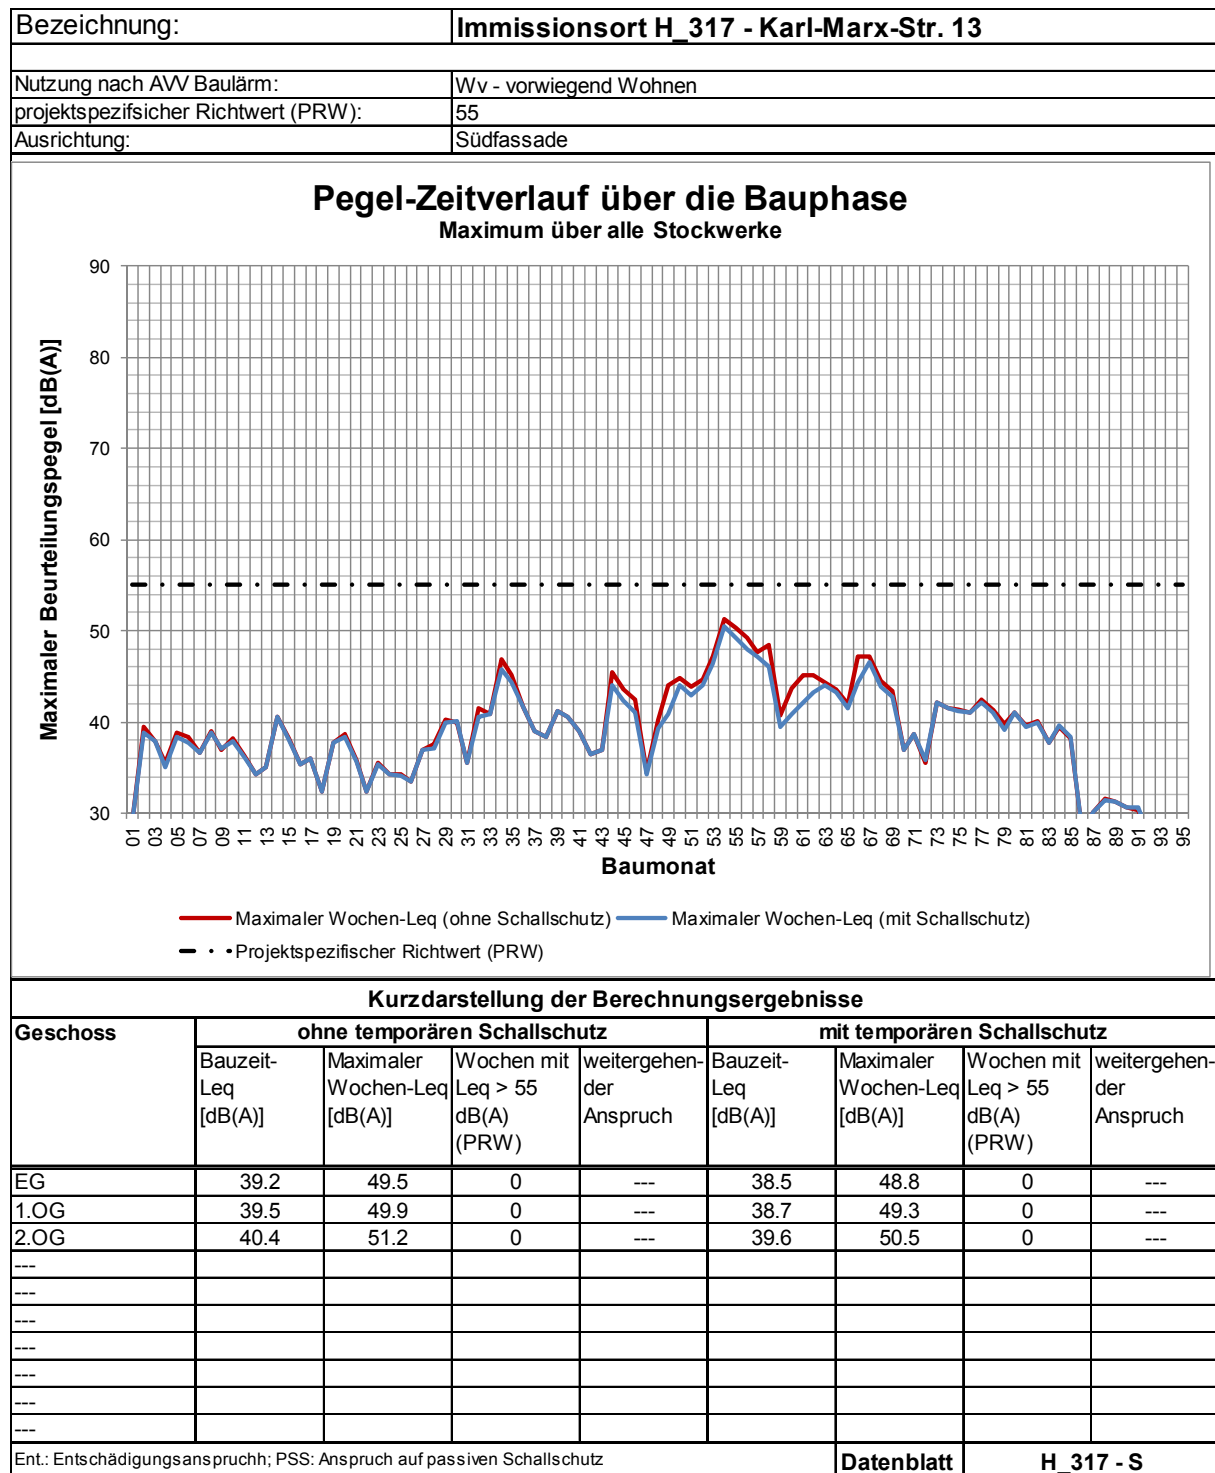 Bezeichnung: Immissionsort H_317 - Karl-Marx-Str. 13
Nutzung nach AVV Baulärm: Wv - vorwiegend Wohnen
projektspezifsicher Richtwert (PRW): 55
Ausrichtung: Südfassade
Pegel-Zeitverlauf über die Bauphase
Maximum über alle Stockwerke
Maximaler Beurteilungspegel [dB(A)]
90
80
70
60
50
40
30
01 03 05 07 09 11 13 15 17 19 21 23 25 27 29 31 33 35 37 39 41 43 45 47 49 51 53 55 57 59 61 63 65 67 69 71 73 75 77 79 81 83 85 87 89 91 93 95
Baumonat
Maximaler Wochen-Leq (ohne Schallschutz) Maximaler Wochen-Leq (mit Schallschutz)
Projektspezifischer Richtwert (PRW)
Kurzdarstellung der Berechnungsergebnisse
Geschoss ohne temporären Schallschutz mit temporären Schallschutz
Bauzeit- Maximaler Wochen mit weitergehen- Bauzeit- Maximaler Wochen mit weitergehen-
Leq Wochen-Leq Leq > 55 der Leq Wochen-Leq Leq > 55 der
[dB(A)] [dB(A)] dB(A) Anspruch [dB(A)] [dB(A)] dB(A) Anspruch
(PRW) (PRW)
EG 39.2 49.5 0 --- 38.5 48.8 0 ---
1.OG 39.5 49.9 0 --- 38.7 49.3 0 ---
2.OG 40.4 51.2 0 --- 39.6 50.5 0 ---
---
---
---
---
---
---
---
Ent.: Entschädigungsanspruchh; PSS: Anspruch auf passiven Schallschutz Datenblatt H_317 - S